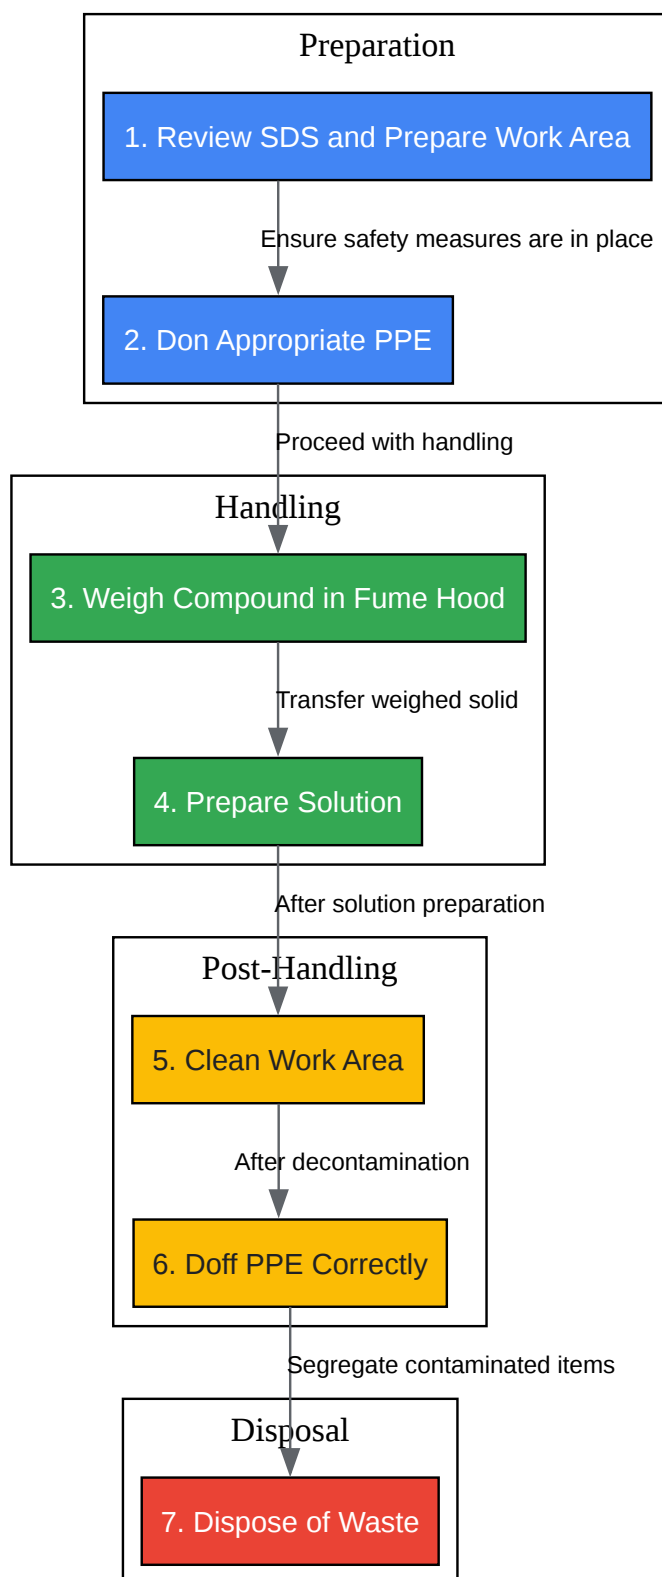 Preparation
1. Review SDS and Prepare Work Area
Ensure safety measures are in place
2. Don Appropriate PPE
Proceed with handling
Handling
3. Weigh Compound in Fume Hood
Transfer weighed solid
4. Prepare Solution
After solution preparation
Post-Handling
5. Clean Work Area
After decontamination
6. Doff PPE Correctly
Segregate contaminated items
Disposal
7. Dispose of Waste